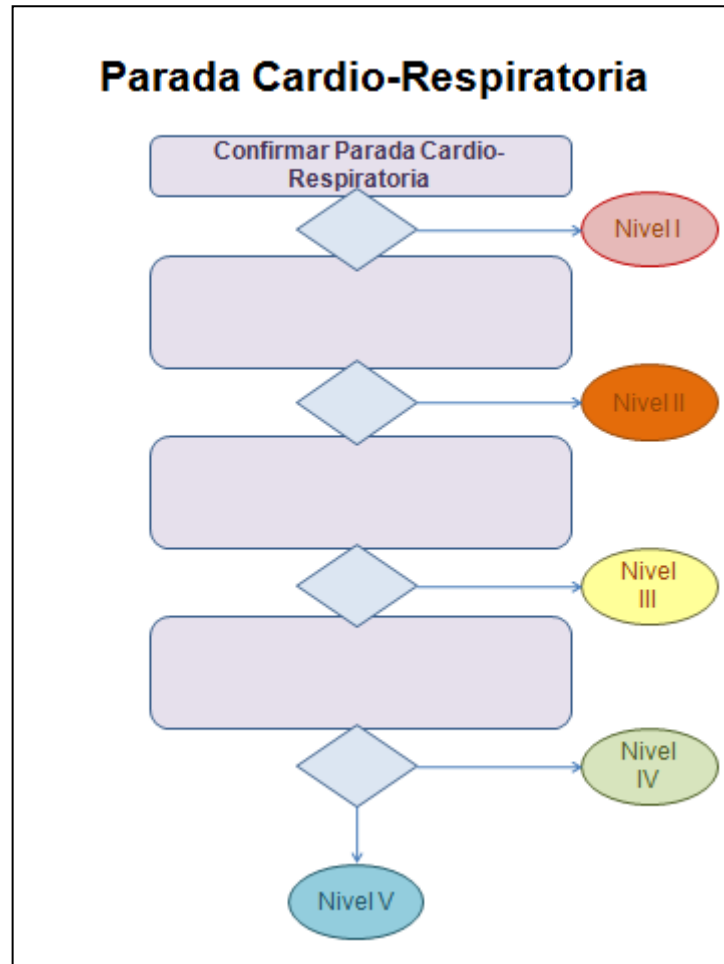 Parada Cardio-Respiratoria
Confirmar Parada Cardio-
Respiratoria
Nivel I
Nivel II
Nivel
III
Nivel
IV
Nivel V